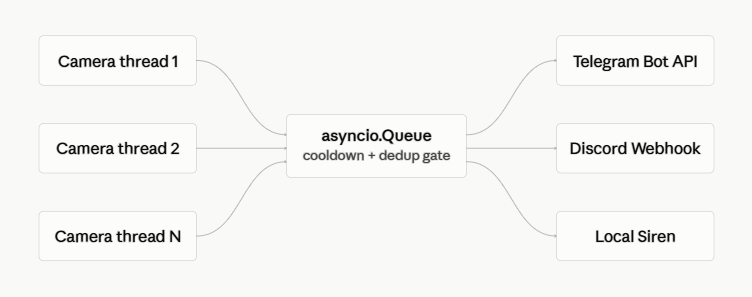 Camera thread 1
Camera thread 2
Camera thread N
asyncio.Queue
cooldown + dedup gate
Telegram Bot API
Discord Webhook
Local Siren